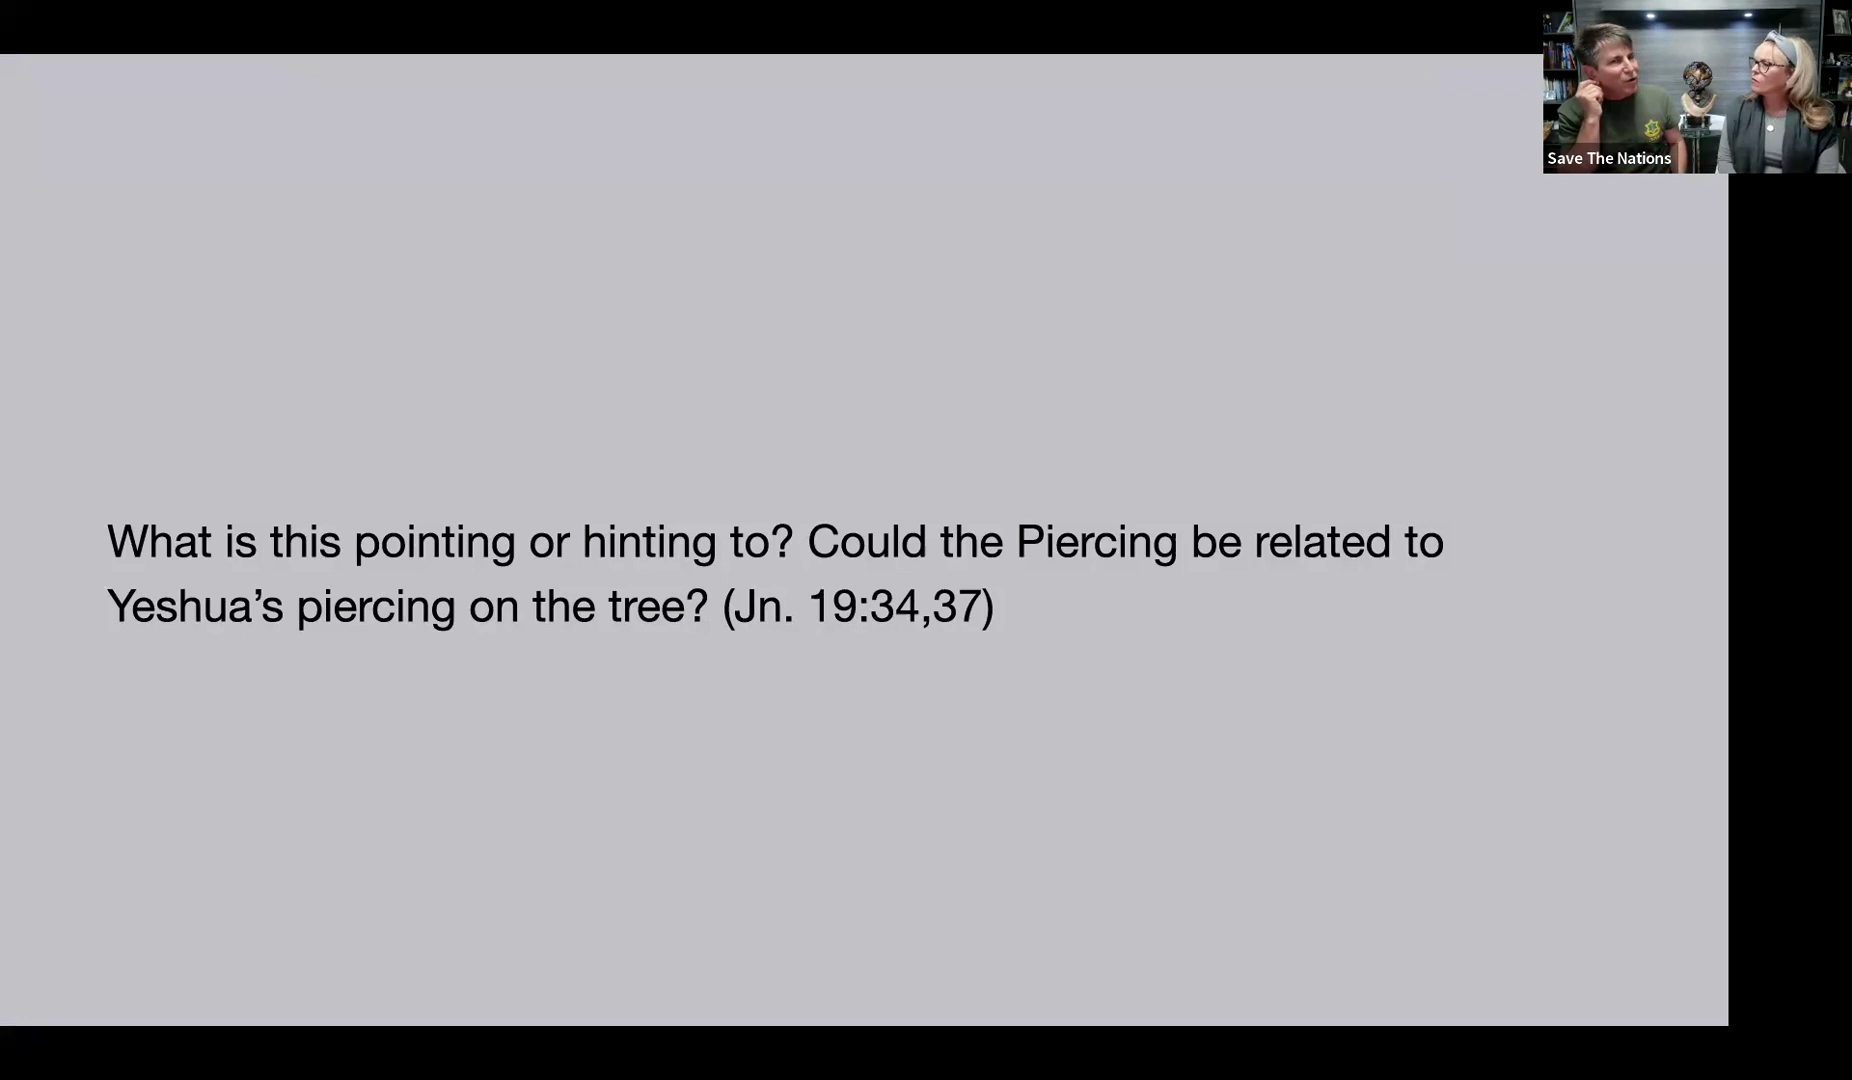 Save The Nations
What is this pointing or hinting to? Could the Piercing be related to
Yeshua’s piercing on the tree? (Jn. 19:34,37)